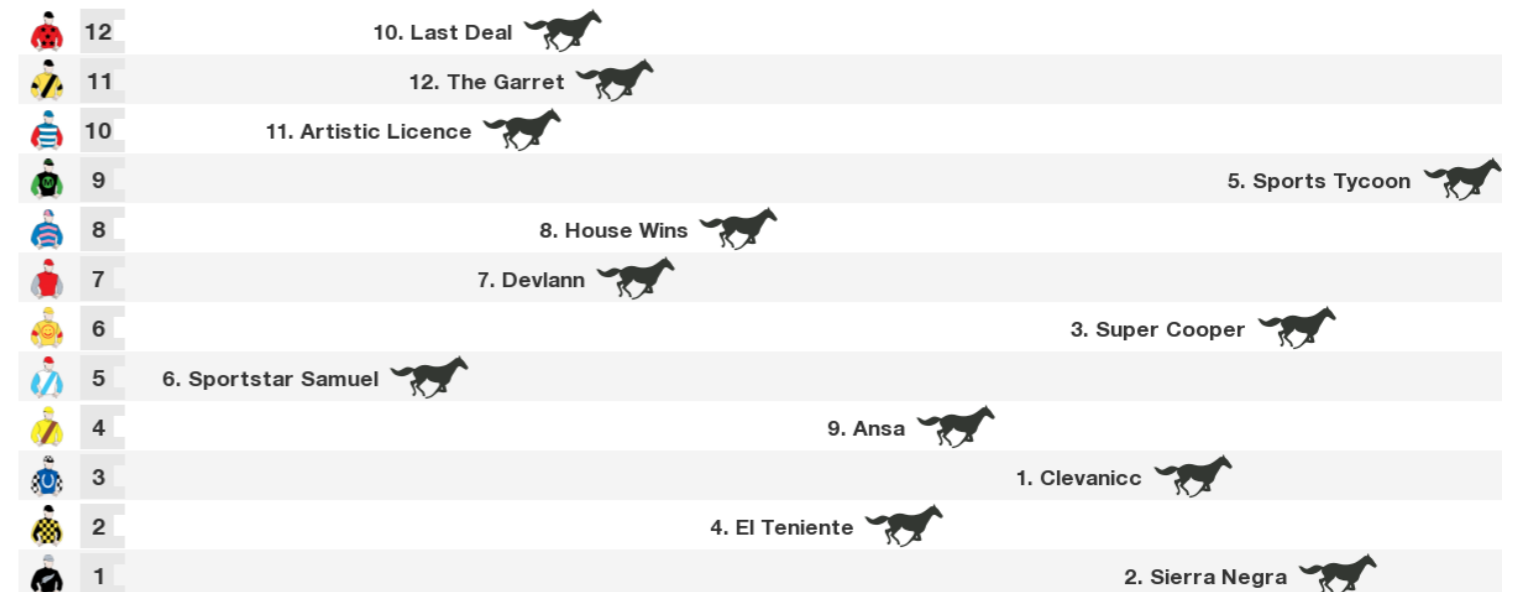 12 10. Last Deal
11 12. The Garret
10 11. Artistic Licence
9 M 5. Sports Tycoon
8 8. House Wins
7 7. Devlann
6 3. Super Cooper
5 6. Sportstar Samuel
4 9. Ansa
3 1. Clevanicc
2 4. El Teniente
1 2. Sierra Negra